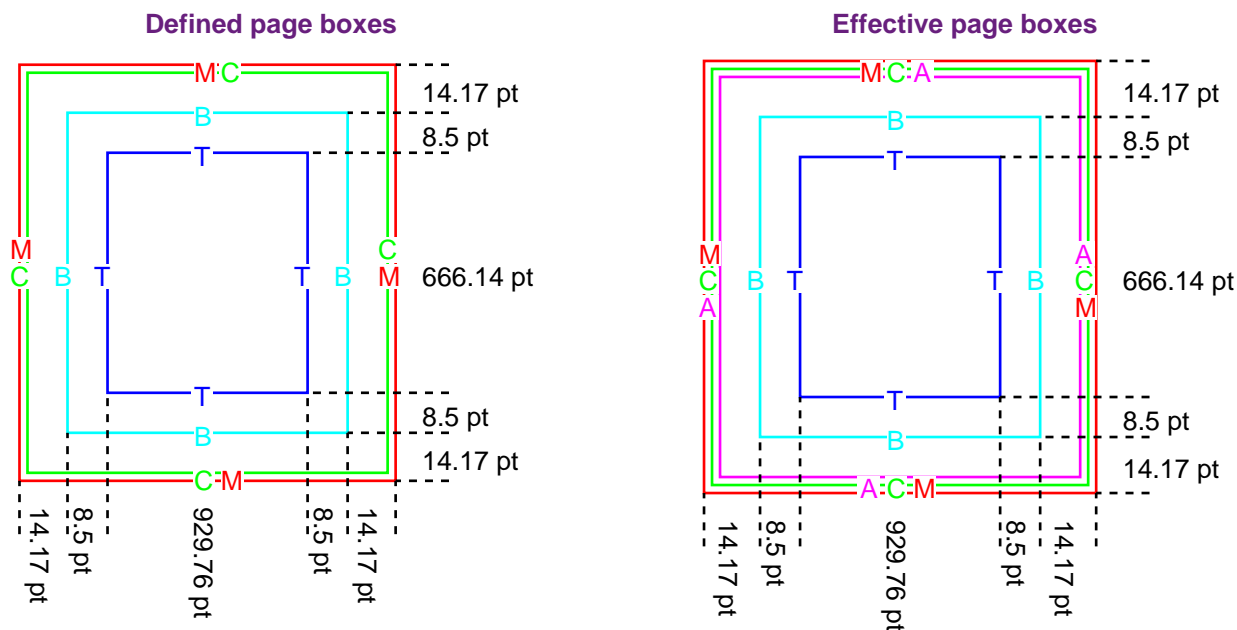 Defined page boxes
M C
14.17 pt
B
8.5 pt
T
M
C
B
T
T
B
C
M
666.14 pt
T
8.5 pt
B
14.17 pt
C M
14.17 pt
8.5 pt
929.76 pt
8.5 pt
14.17 pt
Effective page boxes
M C A
14.17 pt
B
8.5 pt
T
M
C
A
B
T
T
B
A
C
M
666.14 pt
T
8.5 pt
B
14.17 pt
A C M
14.17 pt
8.5 pt
929.76 pt
8.5 pt
14.17 pt